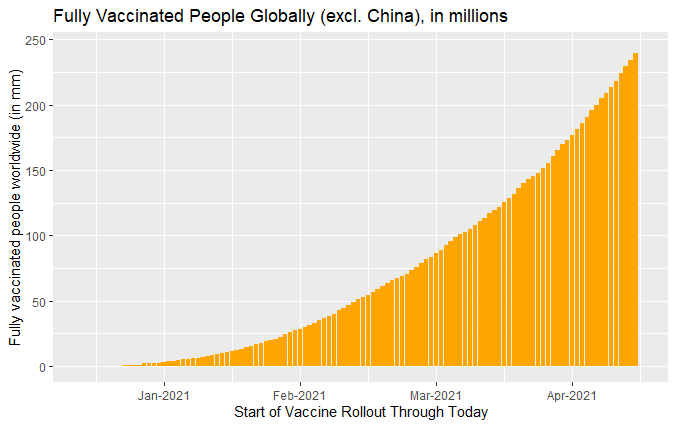 Fully Vaccinated People Globally (excl. China), in millions
Fully vaccinated people worldwide (in mm)
250
200
150
100
50
0
Jan-2021 Feb-2021 Mar-2021 Apr-2021
Start of Vaccine Rollout Through Today